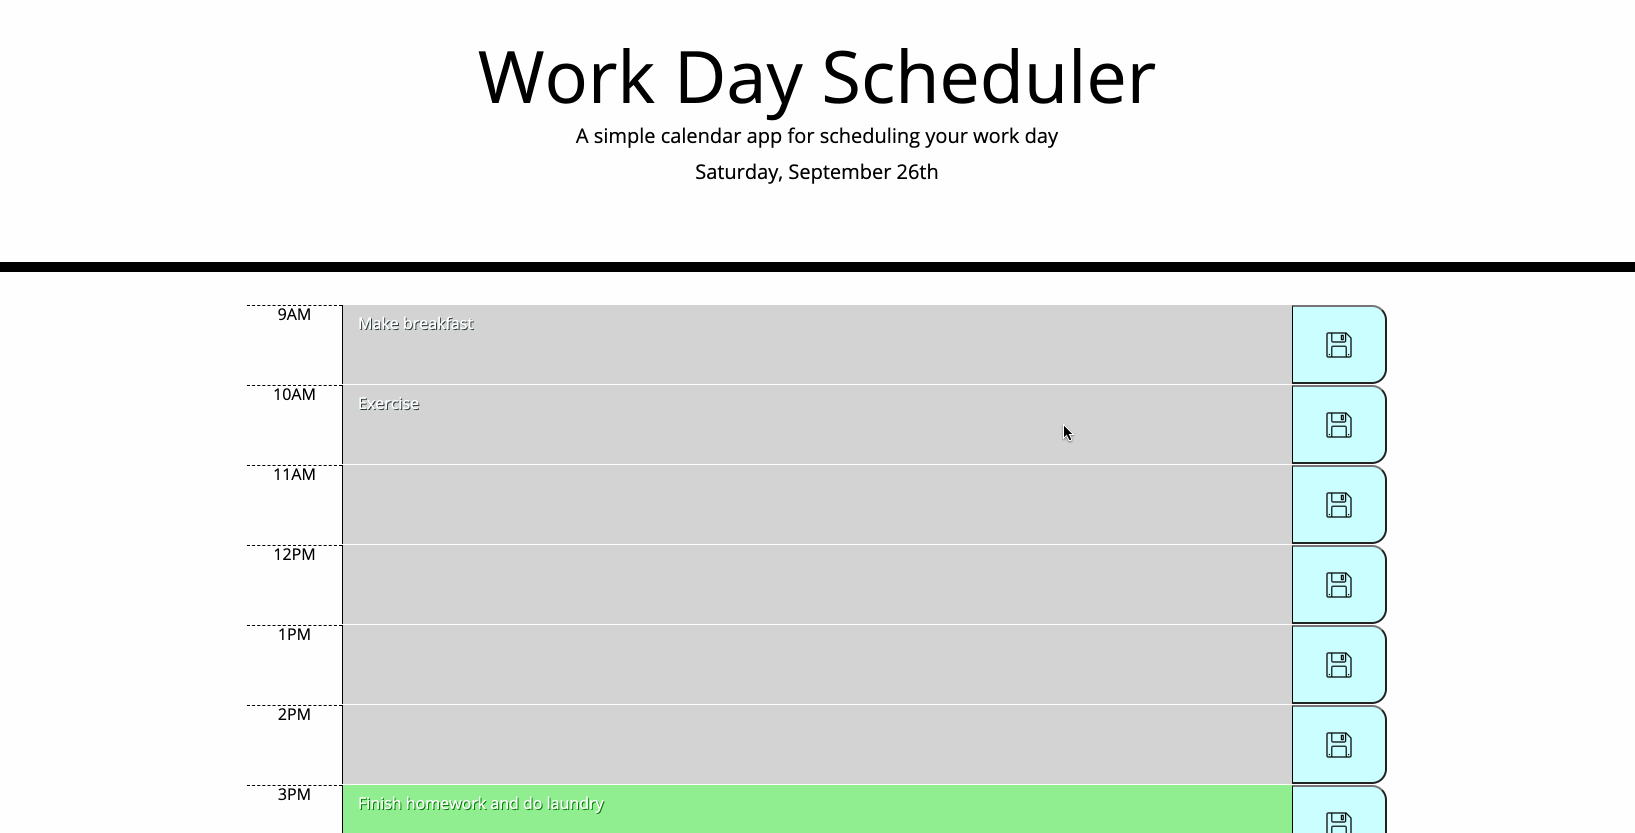 Work Day Scheduler
A simple calendar app for scheduling your work day
Saturday, September 26th
9AM
Make breakfast
10AM
Exercise
11AM
12PM
1PM
2PM
3PM
Finish homework and do laundry